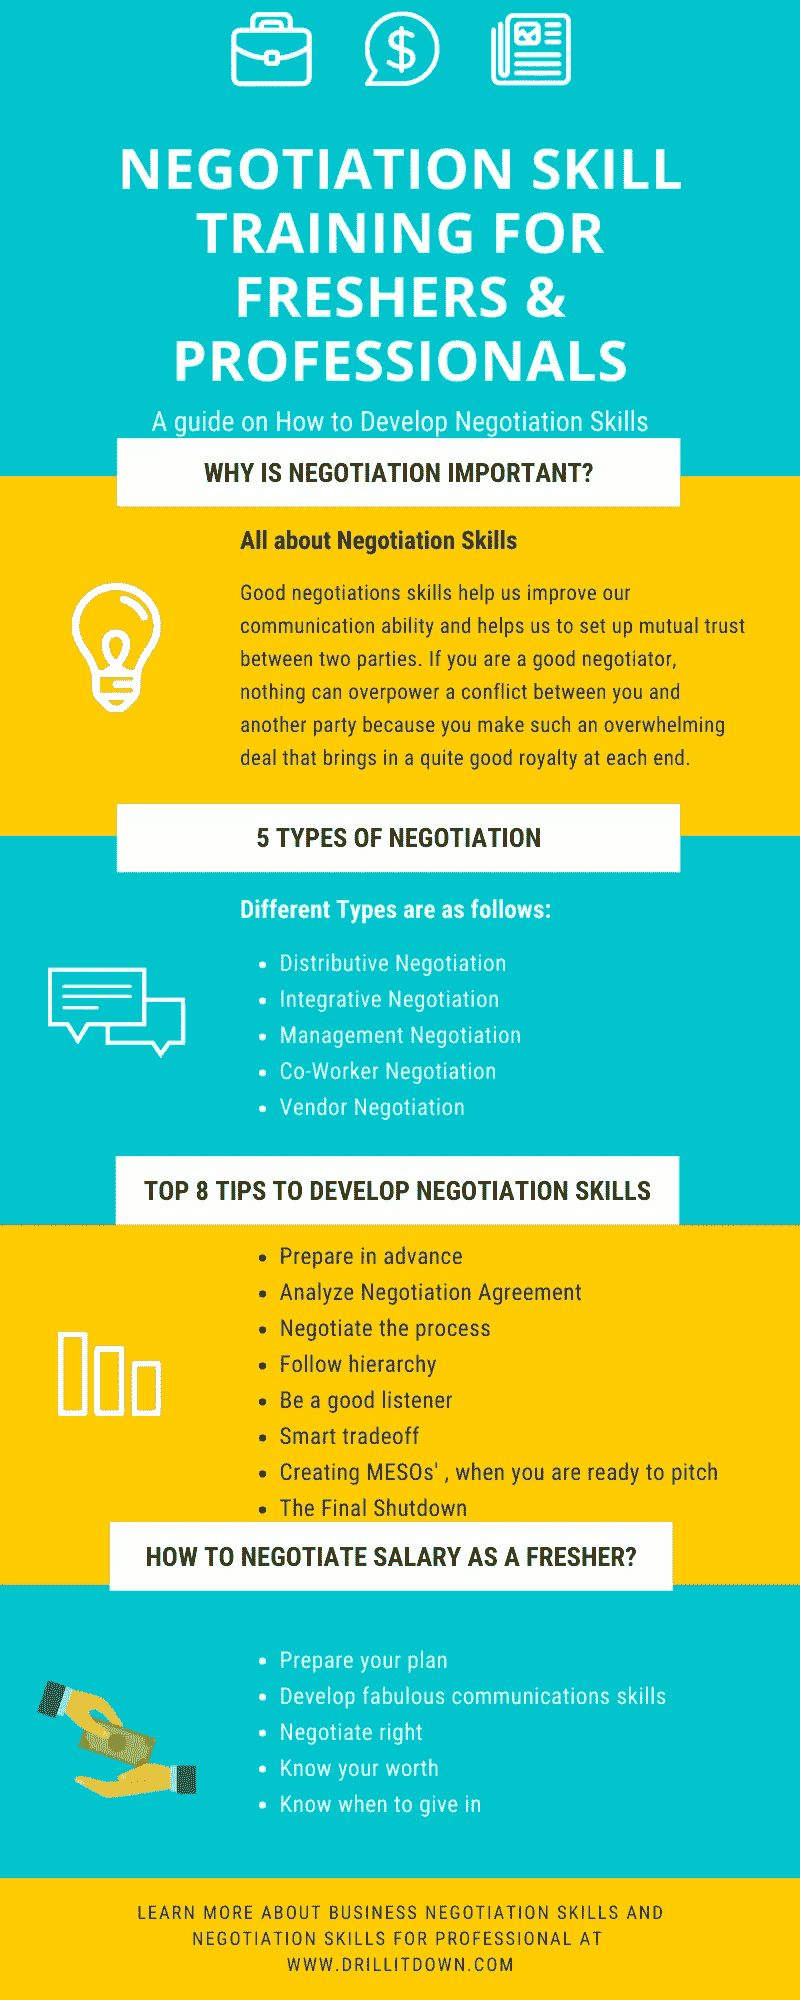 NEGOTIATION SKILL
TRAINING FOR
FRESHERS &
PROFESSIONALS
A guide on How to Develop Negotiation Skills
WHY IS NEGOTIATION IMPORTANT?
All about Negotiation Skills
Good negotiations skills help us improve our
communication ability and helps us to set up mutual trust
between two parties. If you are a good negotiator,
nothing can overpower a conflict between you and
another party because you make such an overwhelming
deal that brings in a quite good royalty at each end.
5 TYPES OF NEGOTIATION
Different Types are as follows:
• Distributive Negotiation
• Integrative Negotiation
• Management Negotiation
• Co-Worker Negotiation
• Vendor Negotiation
TOP 8 TIPS TO DEVELOP NEGOTIATION SKILLS
• Prepare in advance
• Analyze Negotiation Agreement
• Negotiate the process
• Follow hierarchy
• Be a good listener
• Smart tradeoff
• Creating MESOs' , when you are ready to pitch
• The Final Shutdown
HOW TO NEGOTIATE SALARY AS A FRESHER?
• Prepare your plan
• Develop fabulous communications skills
• Negotiate right
• Know your worth
• Know when to give in
LEARN MORE ABOUT BUSINESS NEGOTIATION SKILLS AND
NEGOTIATION SKILLS FOR PROFESSIONAL AT
WWW.DRILLITDOWN.COM